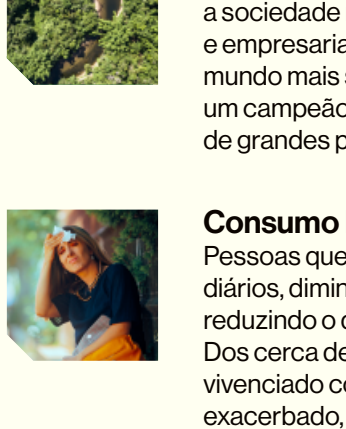 a sociedade
e empresaria
mundo mais s
um campeão
de grandes p
Consumo
Pessoas que
diários, dimin
reduzindo o c
Dos cerca de
vivenciado co
exacerbado,